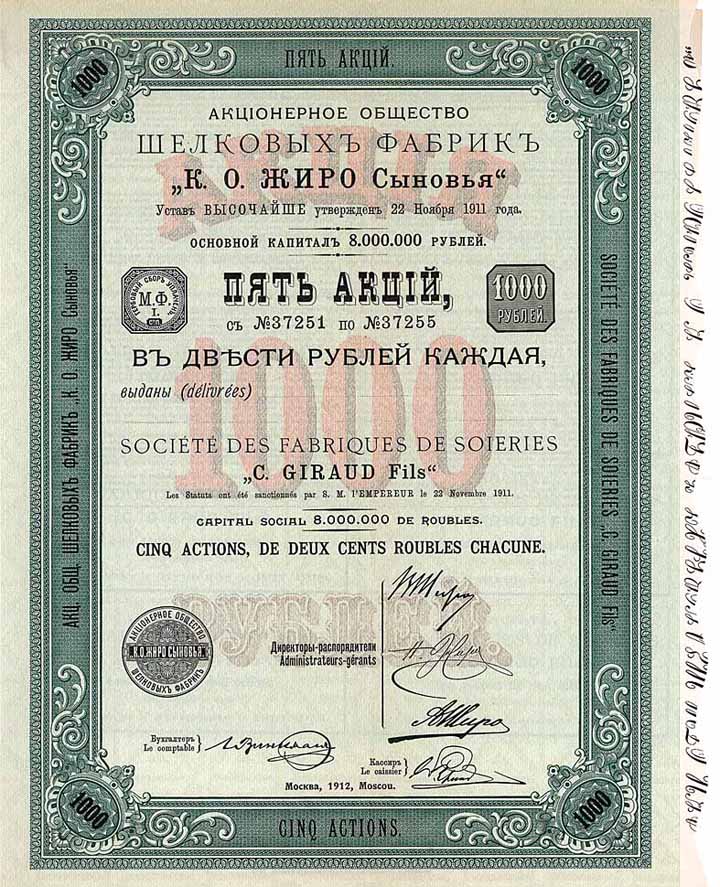 1000
ПЯТЬ АКЦІЙ.
1000
АКЦІОНЕРНОЕ ОБЩЕСТВО
ШЕЛКОВЫХЪ ФАБРИКЪ
„К. О. ЖИРО Сыновья“
Уставъ ВЫСОЧАЙШЕ утвержденъ 22 Ноября 1911 года.
ОСНОВНОЙ КАПИТАЛЪ 8.000.000 РУБЛЕЙ.
М.Ф.
I.
ПЯТЬ АКЦІЙ,
съ №37251 по №37255
1000
РУБЛЕЙ.
ВЪ ДВѢСТИ РУБЛЕЙ КАЖДАЯ,
выданы (délivrées)
АКЦІЯ
1000
РУБЛЕЙ.
SOCIÉTÉ DES FABRIQUES DE SOIERIES
„C. GIRAUD Fils“
Les Statuts ont été sanctionnés par S. M. l'EMPEREUR le 22 Novembre 1911.
CAPITAL SOCIAL 8.000.000 DE ROUBLES.
CINQ ACTIONS, DE DEUX CENTS ROUBLES CHACUNE.
АКЦІОНЕРНОЕ ОБЩЕСТВО
К.О.ЖИРО СЫНОВЬЯ.
ШЕЛКОВЫХЪ ФАБРИКЪ
Директоры-распорядители
Administrateurs-gérants
Бухгалтеръ
Le comptable
Кассиръ
Le caissier
Москва, 1912, Moscou.
АКЦ. ОБЩ. ШЕЛКОВЫХЪ ФАБРИКЪ „К. О. ЖИРО Сыновья“
SOCIÉTÉ DES FABRIQUES DE SOIERIES „C. GIRAUD Fils“
1000
CINQ ACTIONS.
1000